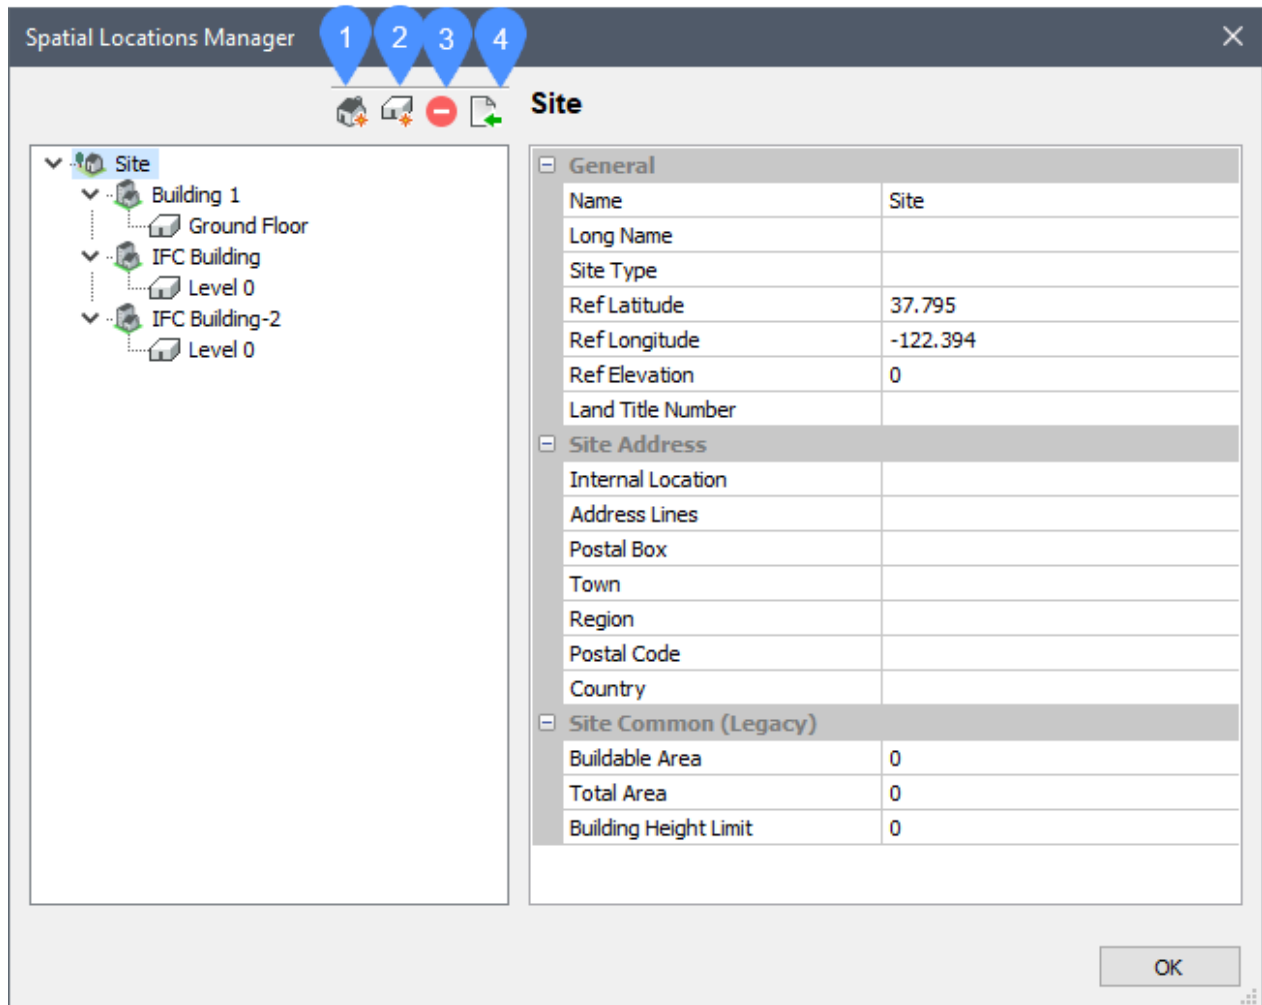 Spatial Locations Manager
1 2 3 4
Site
Site
Building 1
Ground Floor
IFC Building
Level 0
IFC Building-2
Level 0
General
Name Site
Long Name
Site Type
Ref Latitude 37.795
Ref Longitude -122.394
Ref Elevation 0
Land Title Number
Site Address
Internal Location
Address Lines
Postal Box
Town
Region
Postal Code
Country
Site Common (Legacy)
Buildable Area 0
Total Area 0
Building Height Limit 0
OK